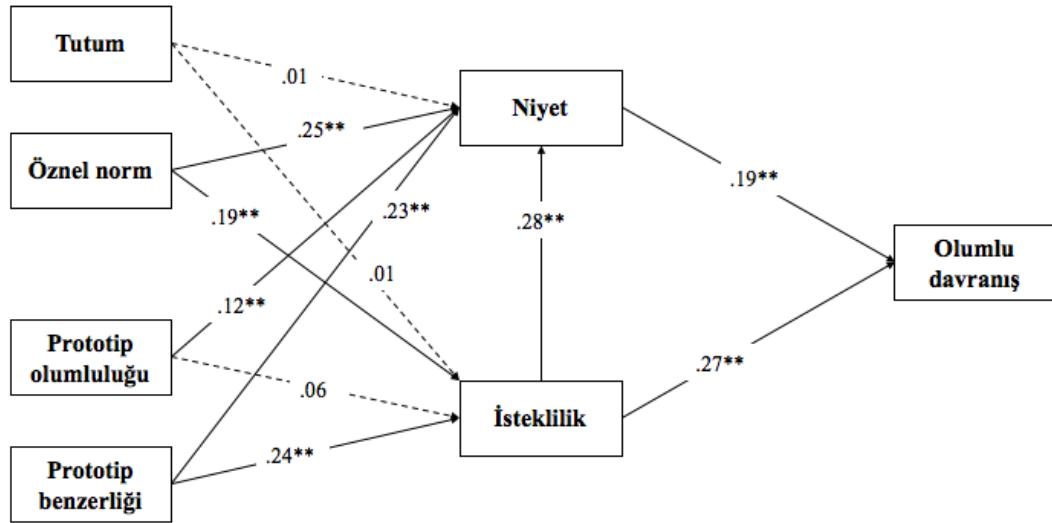 Tutum
.01
Niyet
.25**
Öznel norm
.19**
.23**
.28**
.19**
.01
Olumlu
davranış
.12**
Prototip
olumluluğu
.06
İsteklilik
.27**
.24**
Prototip
benzerliği